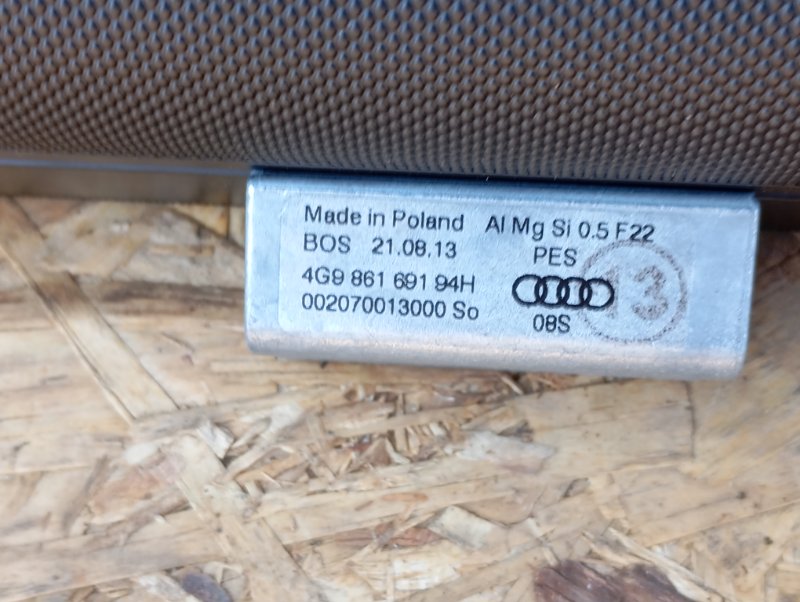 Made in Poland Al Mg Si 0.5 F22
BOS 21.08.13 PES
4G9 861 691 94H
002070013000 So
08S
13